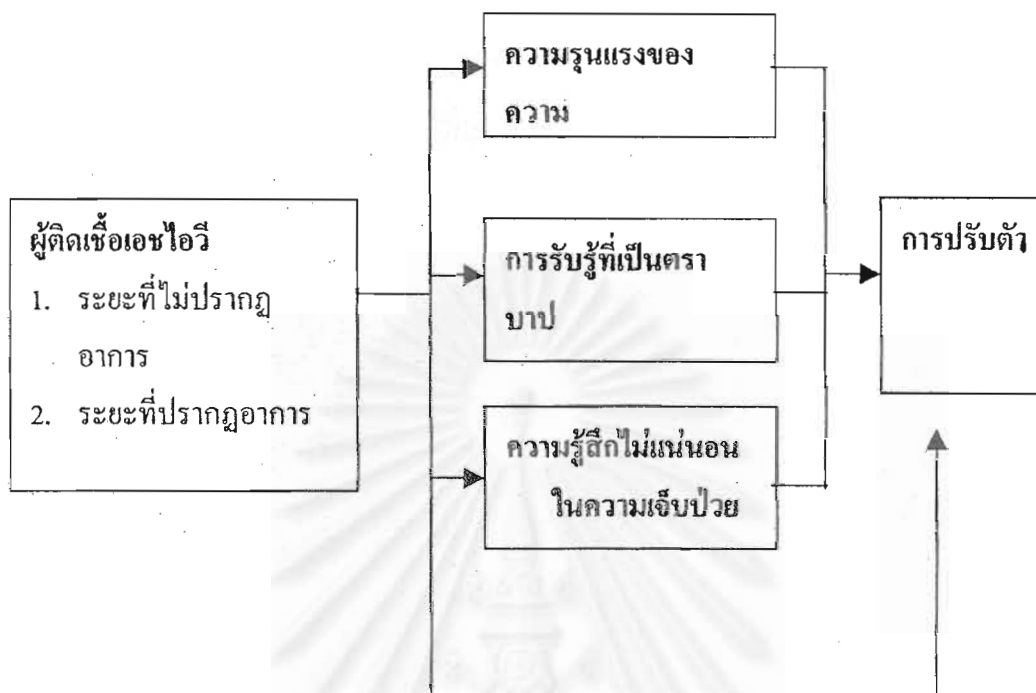 ความรุนแรงของ
ความ
ผู้ติดเชื้อเอชไอวี
1. ระยะที่ไม่ปรากฏ
อาการ
2. ระยะที่ปรากฏอาการ
การรับรู้ที่เป็นตรา
บาป
ความรู้สึกไม่แน่นอน
ในความเจ็บป่วย
การปรับตัว